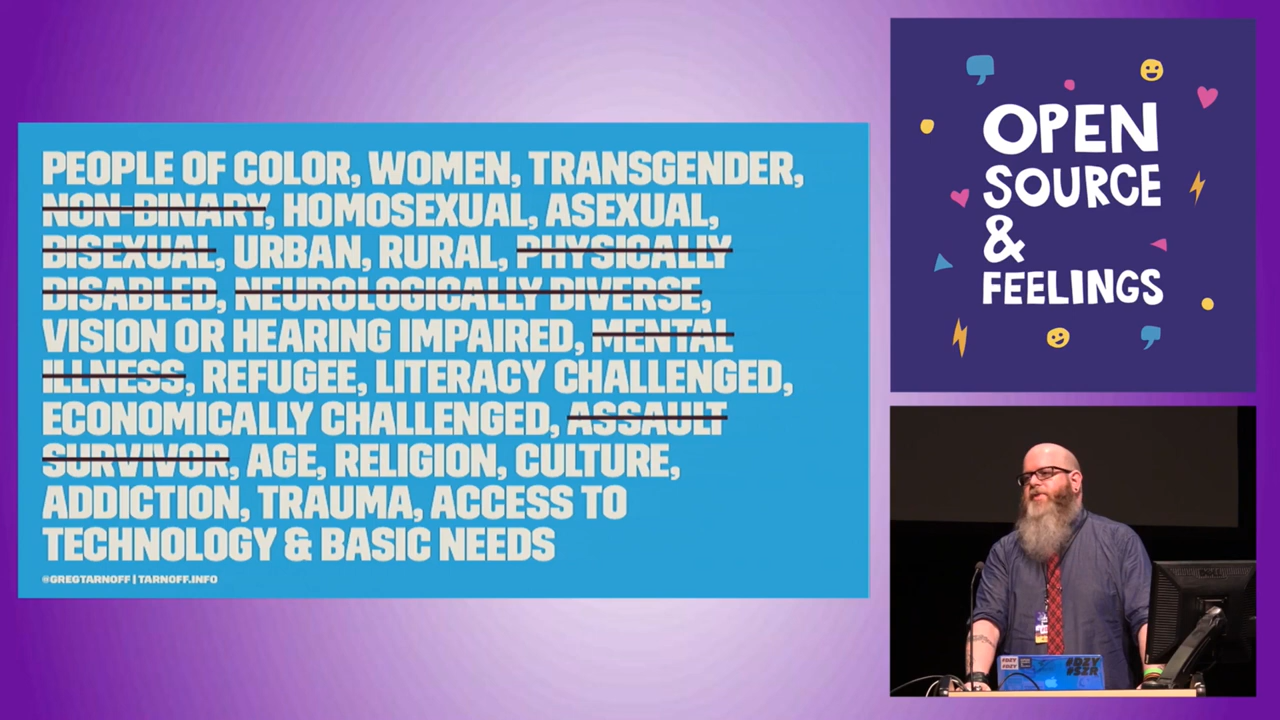 PEOPLE OF COLOR, WOMEN, TRANSGENDER,
NON-BINARY, HOMOSEXUAL, ASEXUAL,
BISEXUAL, URBAN, RURAL, PHYSICALLY
DISABLED, NEUROLOGICALLY DIVERSE,
VISION OR HEARING IMPAIRED, MENTAL
ILLNESS, REFUGEE, LITERACY CHALLENGED,
ECONOMICALLY CHALLENGED, ASSAULT
SURVIVOR, AGE, RELIGION, CULTURE,
ADDICTION, TRAUMA, ACCESS TO
TECHNOLOGY & BASIC NEEDS
@GREGTARNOFF | TARNOFF.INFO
OPEN
SOURCE
&
FEELINGS
DELL